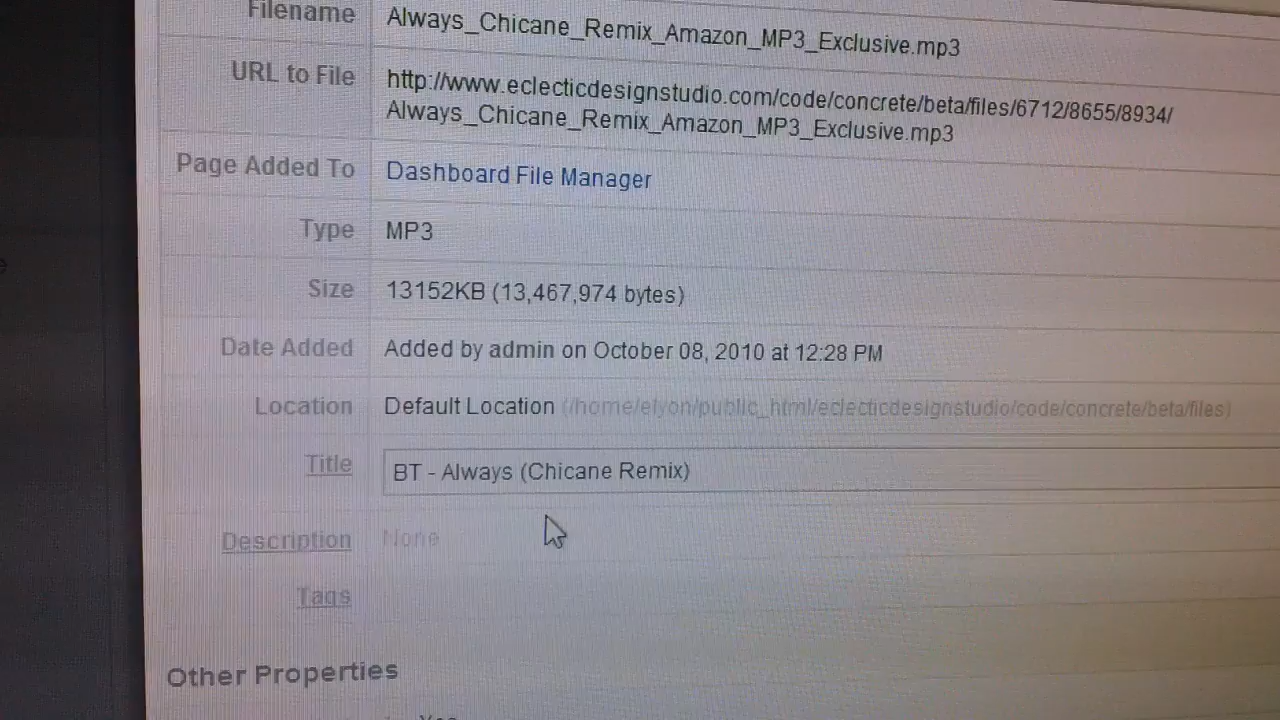 Filename Always_Chicane_Remix_Amazon_MP3_Exclusive.mp3
URL to File http://www.eclecticdesignstudio.com/code/concrete/beta/files/6712/8655/8934/
Always_Chicane_Remix_Amazon_MP3_Exclusive.mp3
Page Added To Dashboard File Manager
Type MP3
Size 13152KB (13,467,974 bytes)
Date Added Added by admin on October 08, 2010 at 12:28 PM
Location Default Location (/home/efyon/public_html/eclecticdesignstudio/code/concrete/beta/files)
Title BT - Always (Chicane Remix)
Description None
Tags
Other Properties